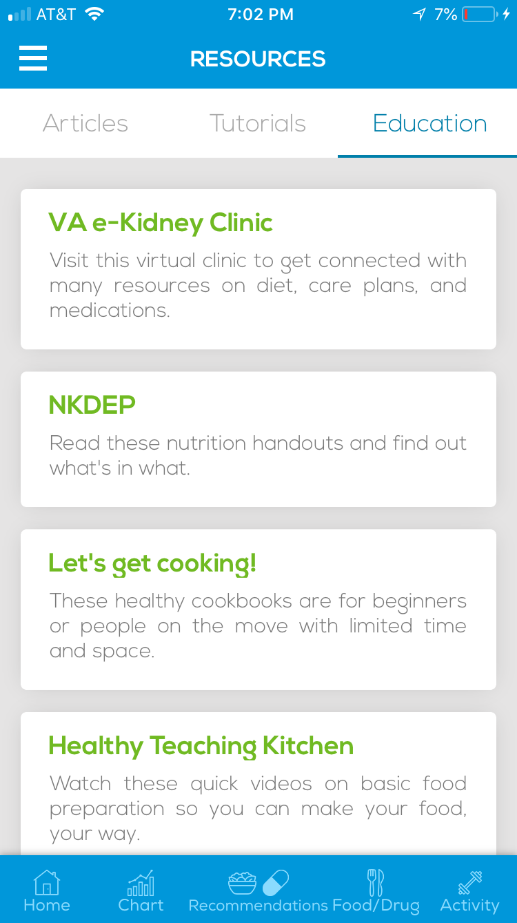 AT&T 7:02 PM 7%
RESOURCES
Articles Tutorials Education
VA e-Kidney Clinic
Visit this virtual clinic to get connected with
many resources on diet, care plans, and
medications.
NKDEP
Read these nutrition handouts and find out
what's in what.
Let's get cooking!
These healthy cookbooks are for beginners
or people on the move with limited time
and space.
Healthy Teaching Kitchen
Watch these quick videos on basic food
preparation so you can make your food,
your way.
Home Chart Recommendations Food/Drug Activity